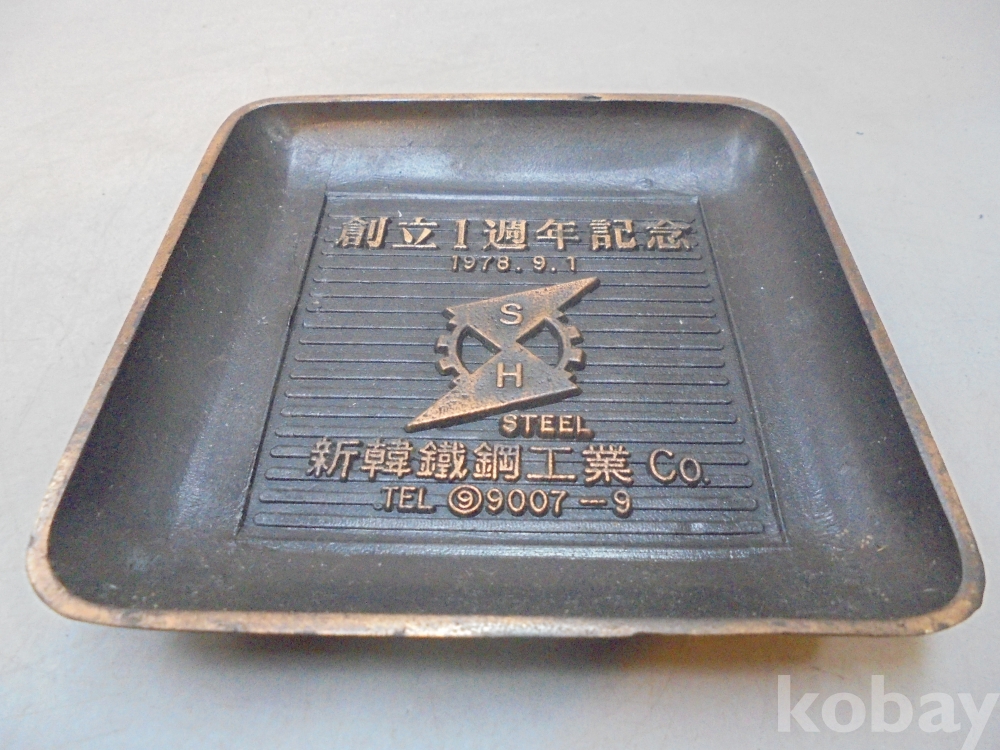 創立1週年記念
1978.9.1
S
H
STEEL
新韓鐵鋼工業 Co.
TEL ⑨9007-9
kobay